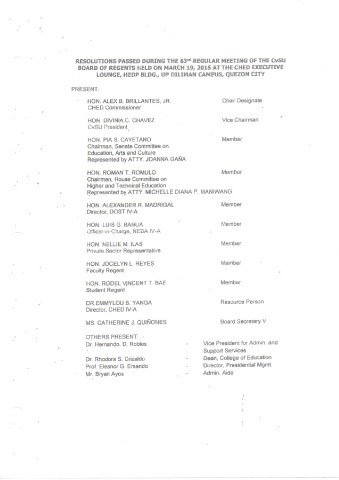 RESOLUTIONS PASSED DURING THE 63rd REGULAR MEETING OF THE CvSU
BOARD OF REGENTS HELD ON MARCH 19, 2015 AT THE CHED EXECUTIVE
LOUNGE, HEDP BLDG., UP DILIMAN CAMPUS, QUEZON CITY
PRESENT:
HON. ALEX B. BRILLANTES, JR. Chair Designate
CHED Commissioner
HON. DIVINIA C. CHAVEZ Vice Chairman
CvSU President
HON. PIA S. CAYETANO Member
Chairman, Senate Committee on
Education, Arts and Culture
Represented by ATTY. JOANNA GAÑA
HON. ROMAN T. ROMULO Member
Chairman, House Committee on
Higher and Technical Education
Represented by ATTY. MICHELLE DIANA P. MANIWANG
HON. ALEXANDER R. MADRIGAL Member
Director, DOST IV-A
HON. LUIS G. BANUA Member
Officer-in-Charge, NEDA IV-A
HON. NELLIE M. ILAS Member
Private Sector Representative
HON. JOCELYN L. REYES Member
Faculty Regent
HON. RODEL VINCENT T. BAE Member
Student Regent
DR EMMYLOU B. YANGA Resource Person
Director, CHED IV-A
MS. CATHERINE J. QUIÑONES Board Secretary V
OTHERS PRESENT:
Dr. Hernando. D. Robles - Vice President for Admin. and
Support Services
Dr. Rhodora S. - Dean, College of Education
Prof. Eleanor G. - Director, Presidential Mgmt.
Mr. Bryan Ayos - Admin. Aide